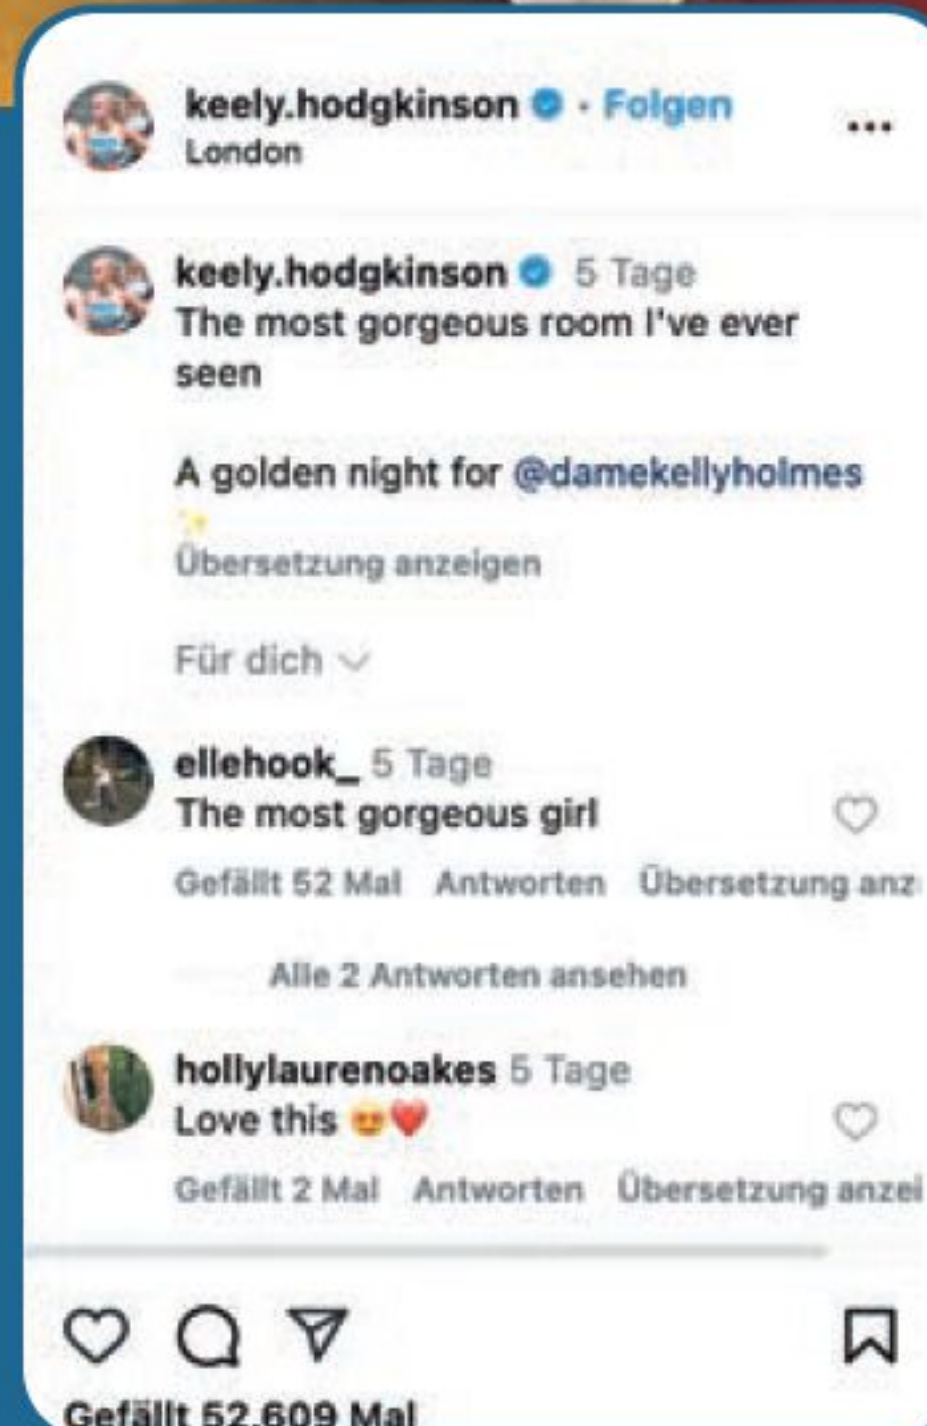 keely.hodgkinson • Folgen
London
keely.hodgkinson 5 Tage
The most gorgeous room I've ever
seen
A golden night for @damekellyholmes
✨
Übersetzung anzeigen
Für dich
ellehook_ 5 Tage
The most gorgeous girl
Gefällt 52 Mal Antworten Übersetzung anz
Alle 2 Antworten ansehen
hollylaurenoakes 5 Tage
Love this 😍❤️
Gefällt 2 Mal Antworten Übersetzung anzei
Gefällt 52.609 Mal